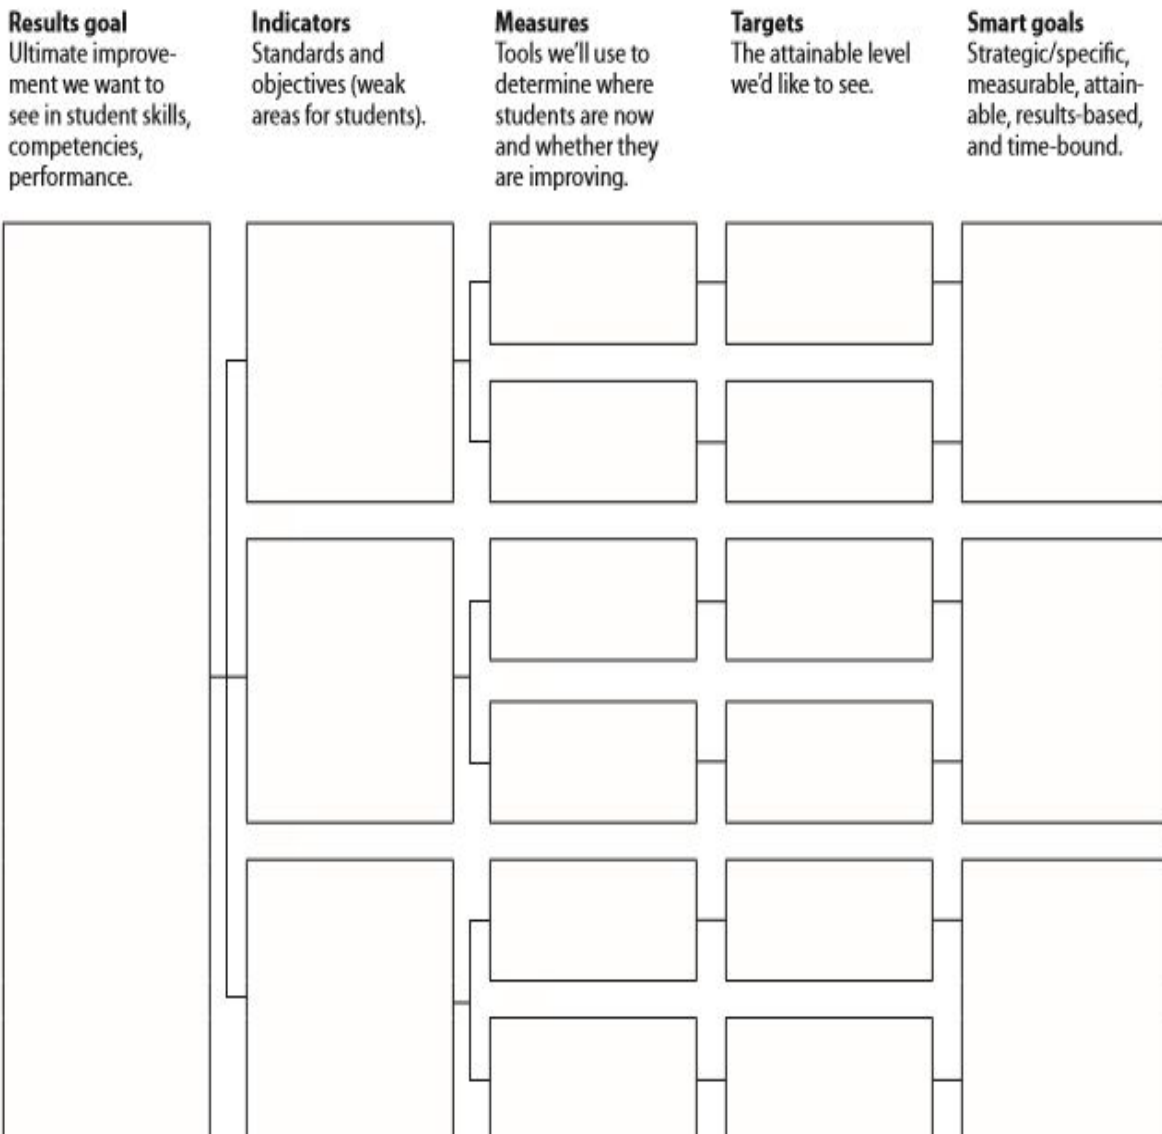 Results goal
Ultimate improve-
ment we want to
see in student skills,
competencies,
performance.
Indicators
Standards and
objectives (weak
areas for students).
Measures
Tools we'll use to
determine where
students are now
and whether they
are improving.
Targets
The attainable level
we'd like to see.
Smart goals
Strategic/specific,
measurable, attain-
able, results-based,
and time-bound.